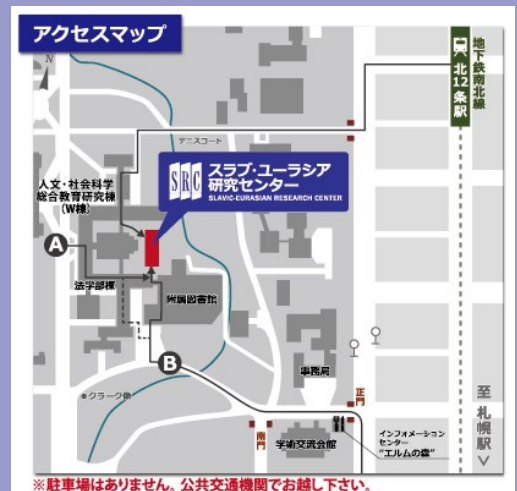 アクセスマップ
N
地下鉄南北線
北12条駅
テニスコート
SRC
スラブ・ユーラシア
研究センター
SLAVIC-EURASIAN RESEARCH CENTER
人文・社会科学
総合教育研究棟
(W棟)
A
法学部棟
附属図書館
B
クラーク像
事務局
正門
南門
学術交流会館
インフォメーション
センター
"エルムの森"
至札幌駅
※駐車場はありません。公共交通機関でお越し下さい。